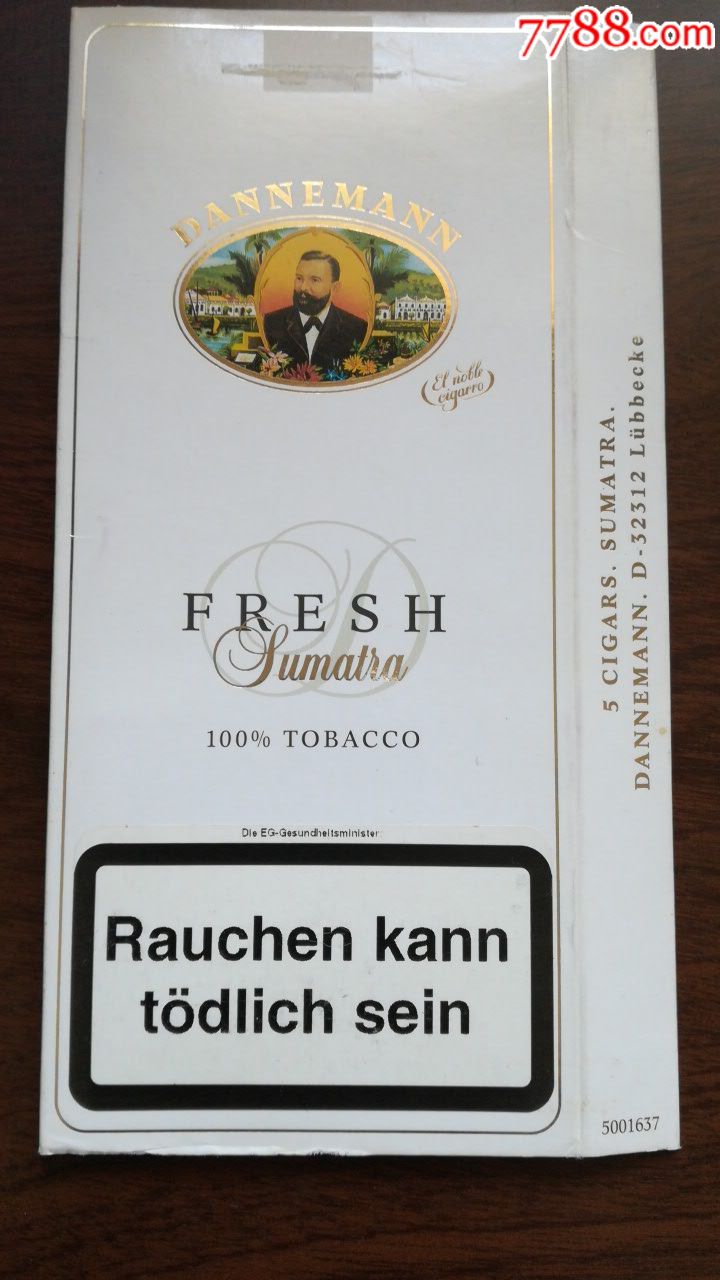 7788.com
DANNEMANN
El noble
cigarro
FRESH
Sumatra
100% TOBACCO
Die EG-Gesundheitsminister:
Rauchen kann
tödlich sein
5 CIGARS. SUMATRA.
DANNEMANN. D-32312 Lübbecke
5001637